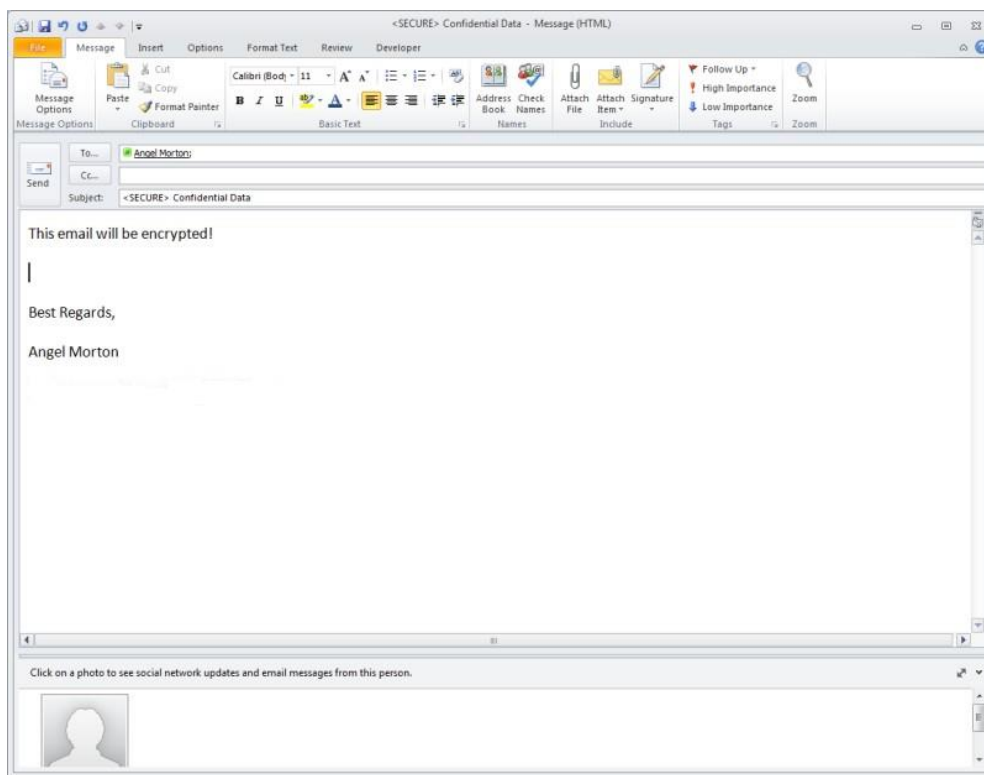 <SECURE> Confidential Data - Message (HTML)
File Message Insert Options Format Text Review Developer
Cut
Copy
Format Painter
Paste
Message Options
Calibri (Body 11
B I U
Address Book
Check Names
Attach File
Attach Item
Signature
Follow Up
High Importance
Low Importance
Zoom
Message Options Clipboard Basic Text Names Include Tags Zoom
To... Angel Morton;
Cc...
Send
Subject: <SECURE> Confidential Data
This email will be encrypted!
Best Regards,
Angel Morton
Click on a photo to see social network updates and email messages from this person.